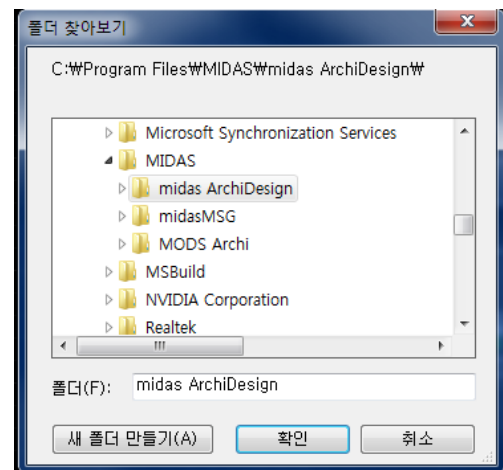 폴더 찾아보기
C:₩Program Files₩MIDAS₩midas ArchiDesign₩
Microsoft Synchronization Services
MIDAS
midas ArchiDesign
midasMSG
MODS Archi
MSBuild
NVIDIA Corporation
Realtek
폴더(F): midas ArchiDesign
새 폴더 만들기(A) 확인 취소